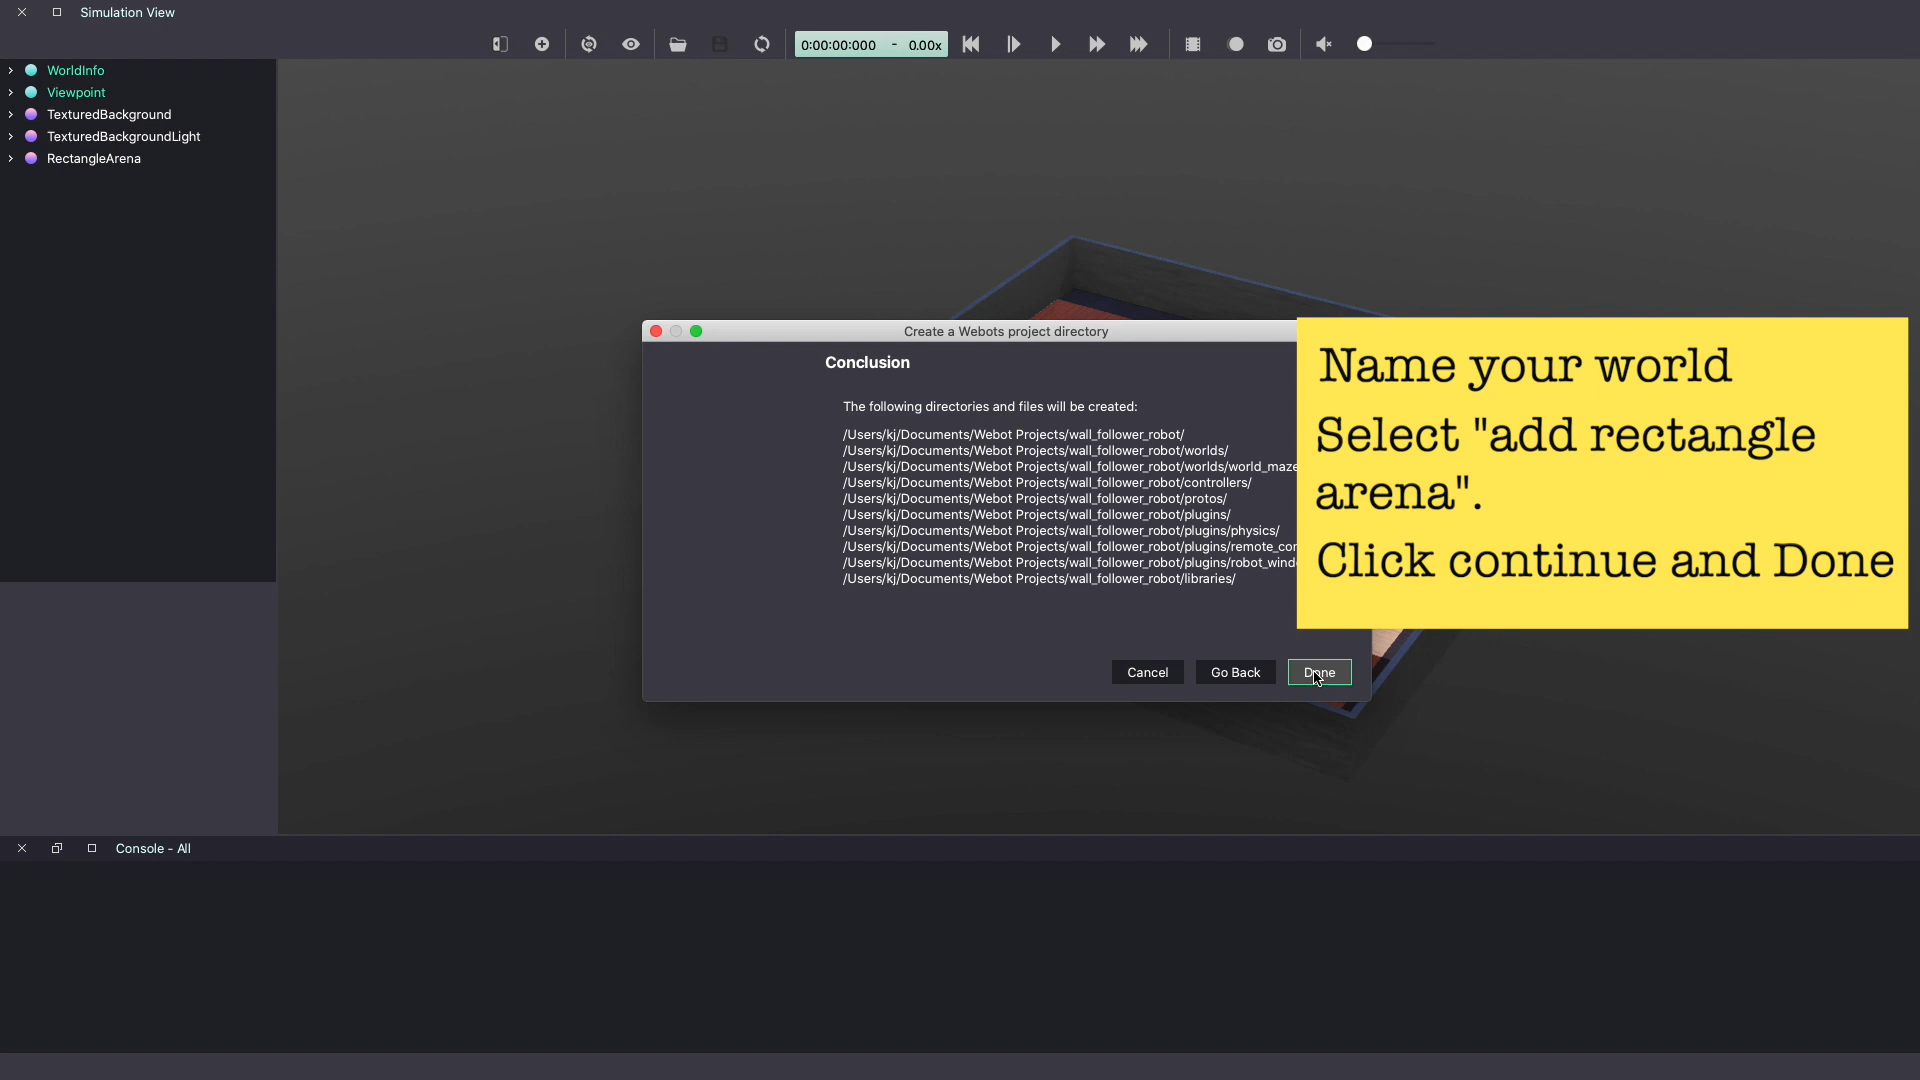 Simulation View
0:00:00:000 - 0.00x
WorldInfo
Viewpoint
TexturedBackground
TexturedBackgroundLight
RectangleArena
Create a Webots project directory
Conclusion
The following directories and files will be created:
/Users/kj/Documents/Webot Projects/wall_follower_robot/
/Users/kj/Documents/Webot Projects/wall_follower_robot/worlds/
/Users/kj/Documents/Webot Projects/wall_follower_robot/worlds/world_maze
/Users/kj/Documents/Webot Projects/wall_follower_robot/controllers/
/Users/kj/Documents/Webot Projects/wall_follower_robot/protos/
/Users/kj/Documents/Webot Projects/wall_follower_robot/plugins/
/Users/kj/Documents/Webot Projects/wall_follower_robot/plugins/physics/
/Users/kj/Documents/Webot Projects/wall_follower_robot/plugins/remote_cor
/Users/kj/Documents/Webot Projects/wall_follower_robot/plugins/robot_wind
/Users/kj/Documents/Webot Projects/wall_follower_robot/libraries/
Cancel
Go Back
Done
Name your world
Select "add rectangle
arena".
Click continue and Done
Console - All